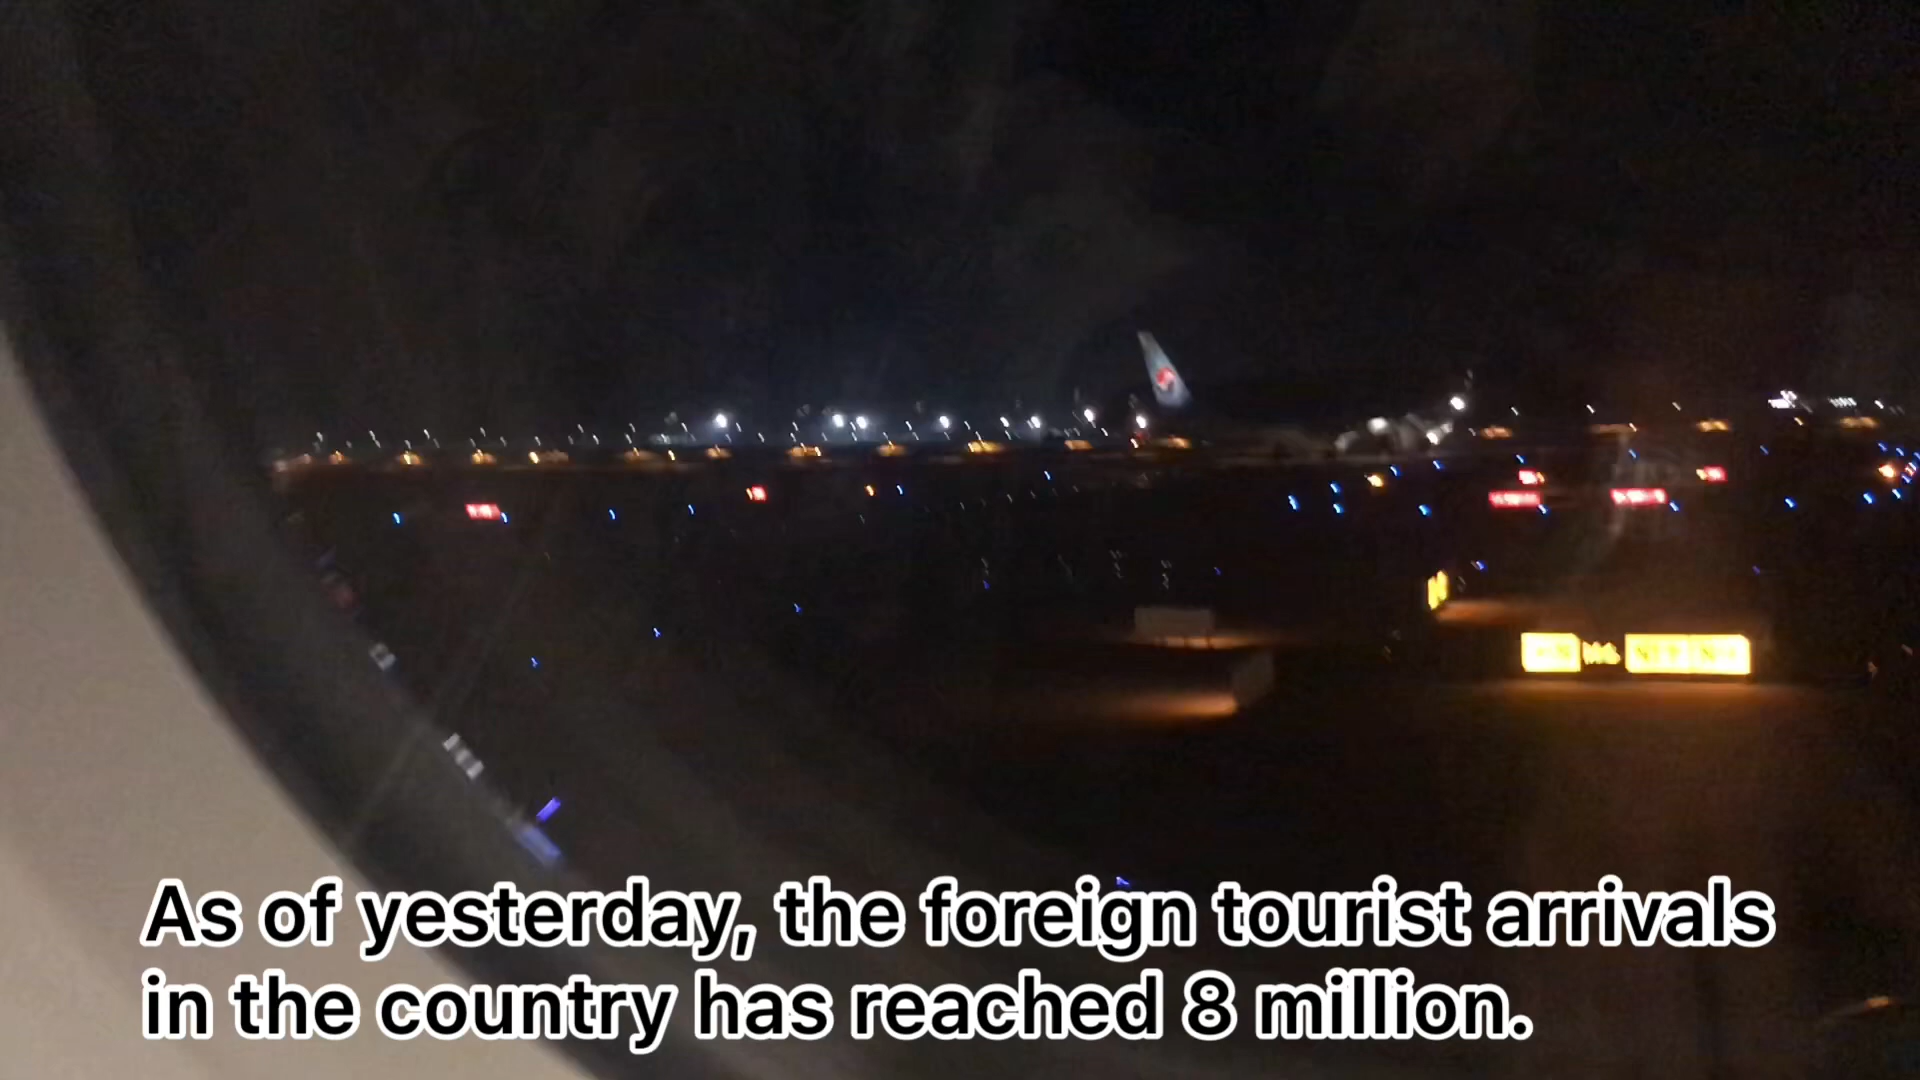 As of yesterday, the foreign tourist arrivals
in the country has reached 8 million.